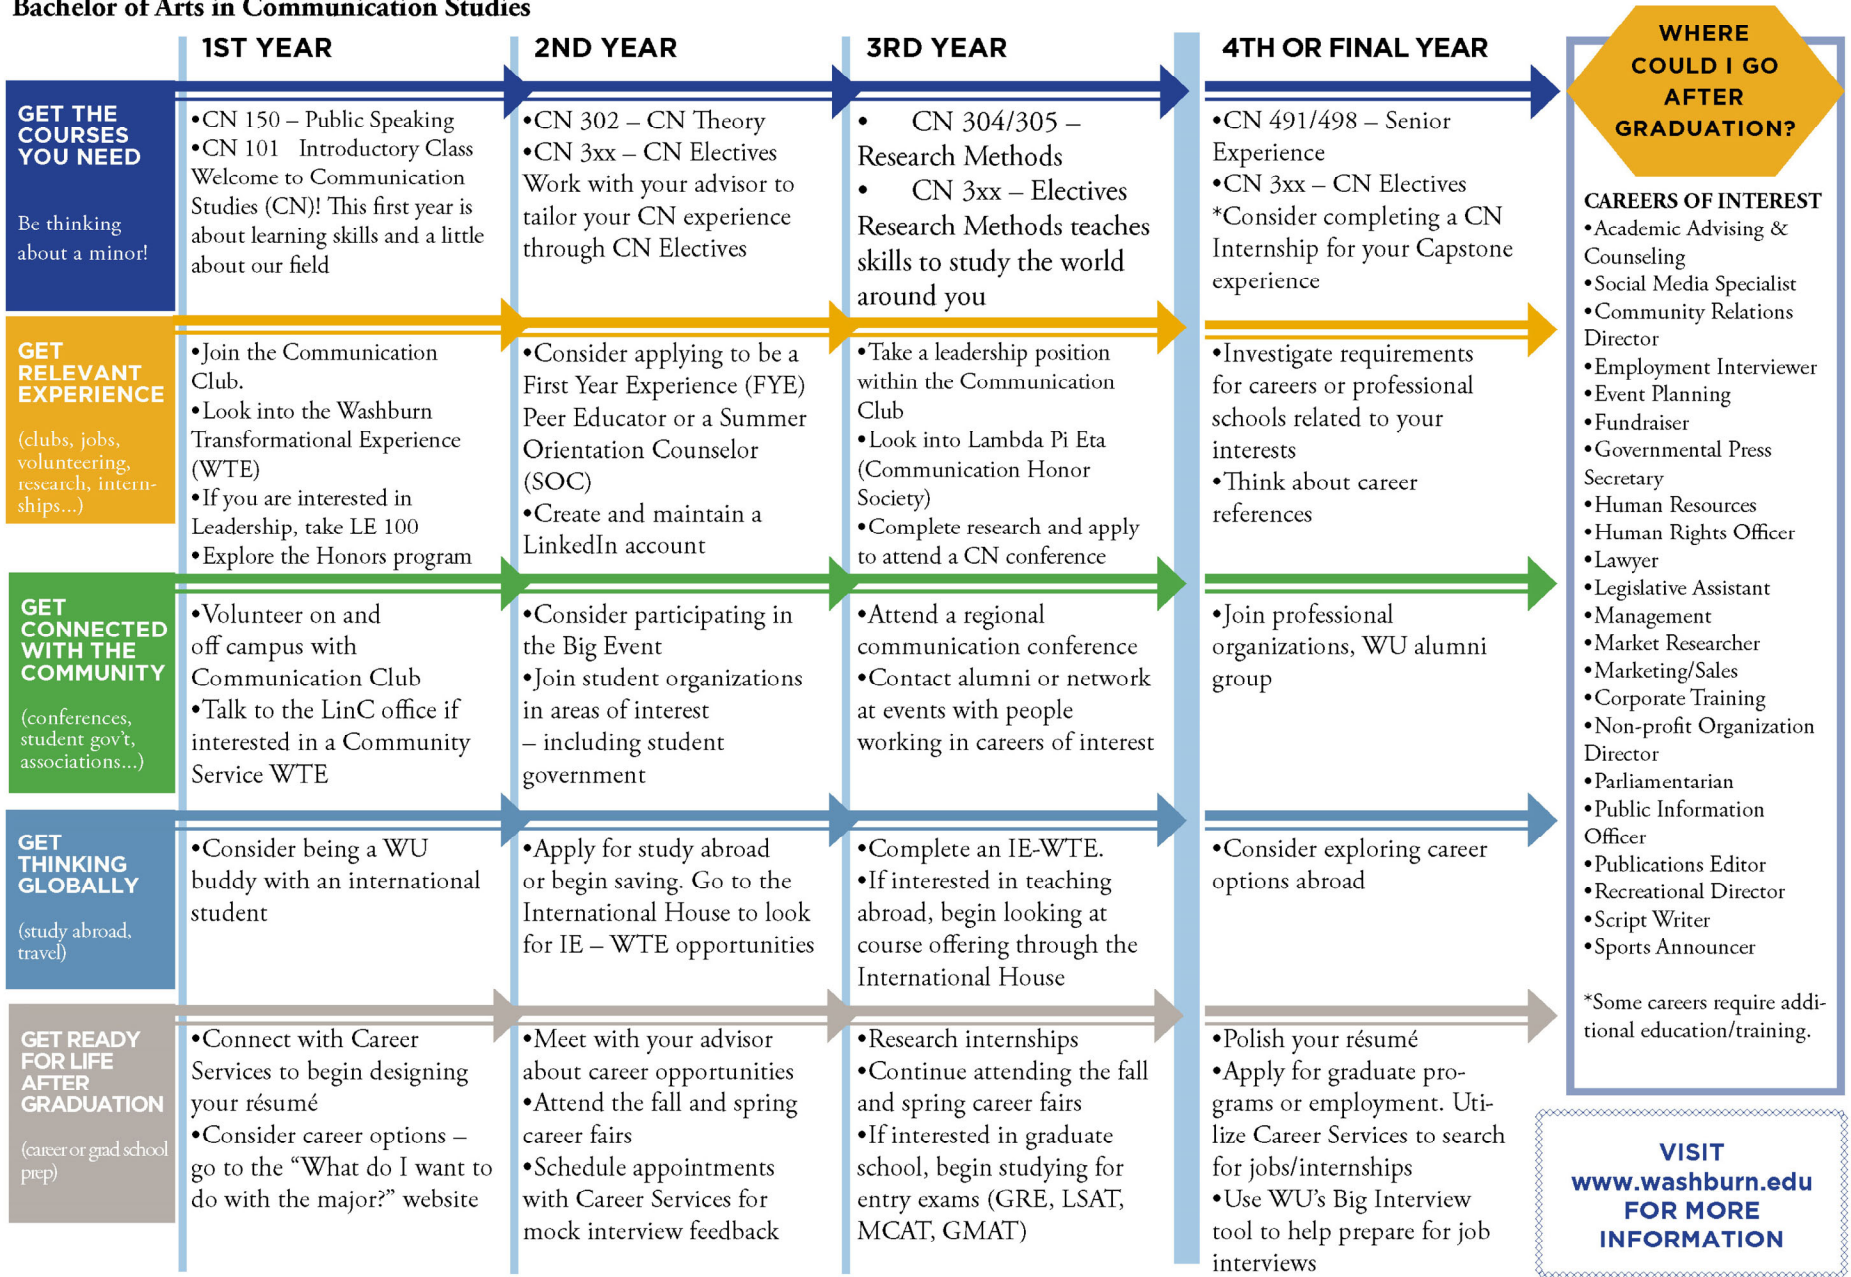 Bachelor of Arts in Communication Studies
1ST YEAR
2ND YEAR
3RD YEAR
4TH OR FINAL YEAR
GET THE
COURSES
YOU NEED
Be thinking
about a minor!
•CN 150 – Public Speaking
•CN 101 Introductory Class
Welcome to Communication
Studies (CN)! This first year is
about learning skills and a little
about our field
•CN 302 – CN Theory
•CN 3xx – CN Electives
Work with your advisor to
tailor your CN experience
through CN Electives
• CN 304/305 –
Research Methods
• CN 3xx – Electives
Research Methods teaches
skills to study the world
around you
•CN 491/498 – Senior
Experience
•CN 3xx – CN Electives
*Consider completing a CN
Internship for your Capstone
experience
GET
RELEVANT
EXPERIENCE
(clubs, jobs,
volunteering,
research, intern-
ships...)
•Join the Communication
Club.
•Look into the Washburn
Transformational Experience
(WTE)
•If you are interested in
Leadership, take LE 100
•Explore the Honors program
•Consider applying to be a
First Year Experience (FYE)
Peer Educator or a Summer
Orientation Counselor
(SOC)
•Create and maintain a
LinkedIn account
•Take a leadership position
within the Communication
Club
•Look into Lambda Pi Eta
(Communication Honor
Society)
•Complete research and apply
to attend a CN conference
•Investigate requirements
for careers or professional
schools related to your
interests
•Think about career
references
GET
CONNECTED
WITH THE
COMMUNITY
(conferences,
student gov't,
associations...)
•Volunteer on and
off campus with
Communication Club
•Talk to the LinC office if
interested in a Community
Service WTE
•Consider participating in
the Big Event
•Join student organizations
in areas of interest
– including student
government
•Attend a regional
communication conference
•Contact alumni or network
at events with people
working in careers of interest
•Join professional
organizations, WU alumni
group
GET
THINKING
GLOBALLY
(study abroad,
travel)
•Consider being a WU
buddy with an international
student
•Apply for study abroad
or begin saving. Go to the
International House to look
for IE – WTE opportunities
•Complete an IE-WTE.
•If interested in teaching
abroad, begin looking at
course offering through the
International House
•Consider exploring career
options abroad
GET READY
FOR LIFE
AFTER
GRADUATION
(career or grad school
prep)
•Connect with Career
Services to begin designing
your résumé
•Consider career options –
go to the “What do I want to
do with the major?” website
•Meet with your advisor
about career opportunities
•Attend the fall and spring
career fairs
•Schedule appointments
with Career Services for
mock interview feedback
•Research internships
•Continue attending the fall
and spring career fairs
•If interested in graduate
school, begin studying for
entry exams (GRE, LSAT,
MCAT, GMAT)
•Polish your résumé
•Apply for graduate pro-
grams or employment. Uti-
lize Career Services to search
for jobs/internships
•Use WU's Big Interview
tool to help prepare for job
interviews
WHERE
COULD I GO
AFTER
GRADUATION?
CAREERS OF INTEREST
•Academic Advising &
Counseling
•Social Media Specialist
•Community Relations
Director
•Employment Interviewer
•Event Planning
•Fundraiser
•Governmental Press
Secretary
•Human Resources
•Human Rights Officer
•Lawyer
•Legislative Assistant
•Management
•Market Researcher
•Marketing/Sales
•Corporate Training
•Non-profit Organization
Director
•Parliamentarian
•Public Information
Officer
•Publications Editor
•Recreational Director
•Script Writer
•Sports Announcer
*Some careers require addi-
tional education/training.
VISIT
www.washburn.edu
FOR MORE
INFORMATION